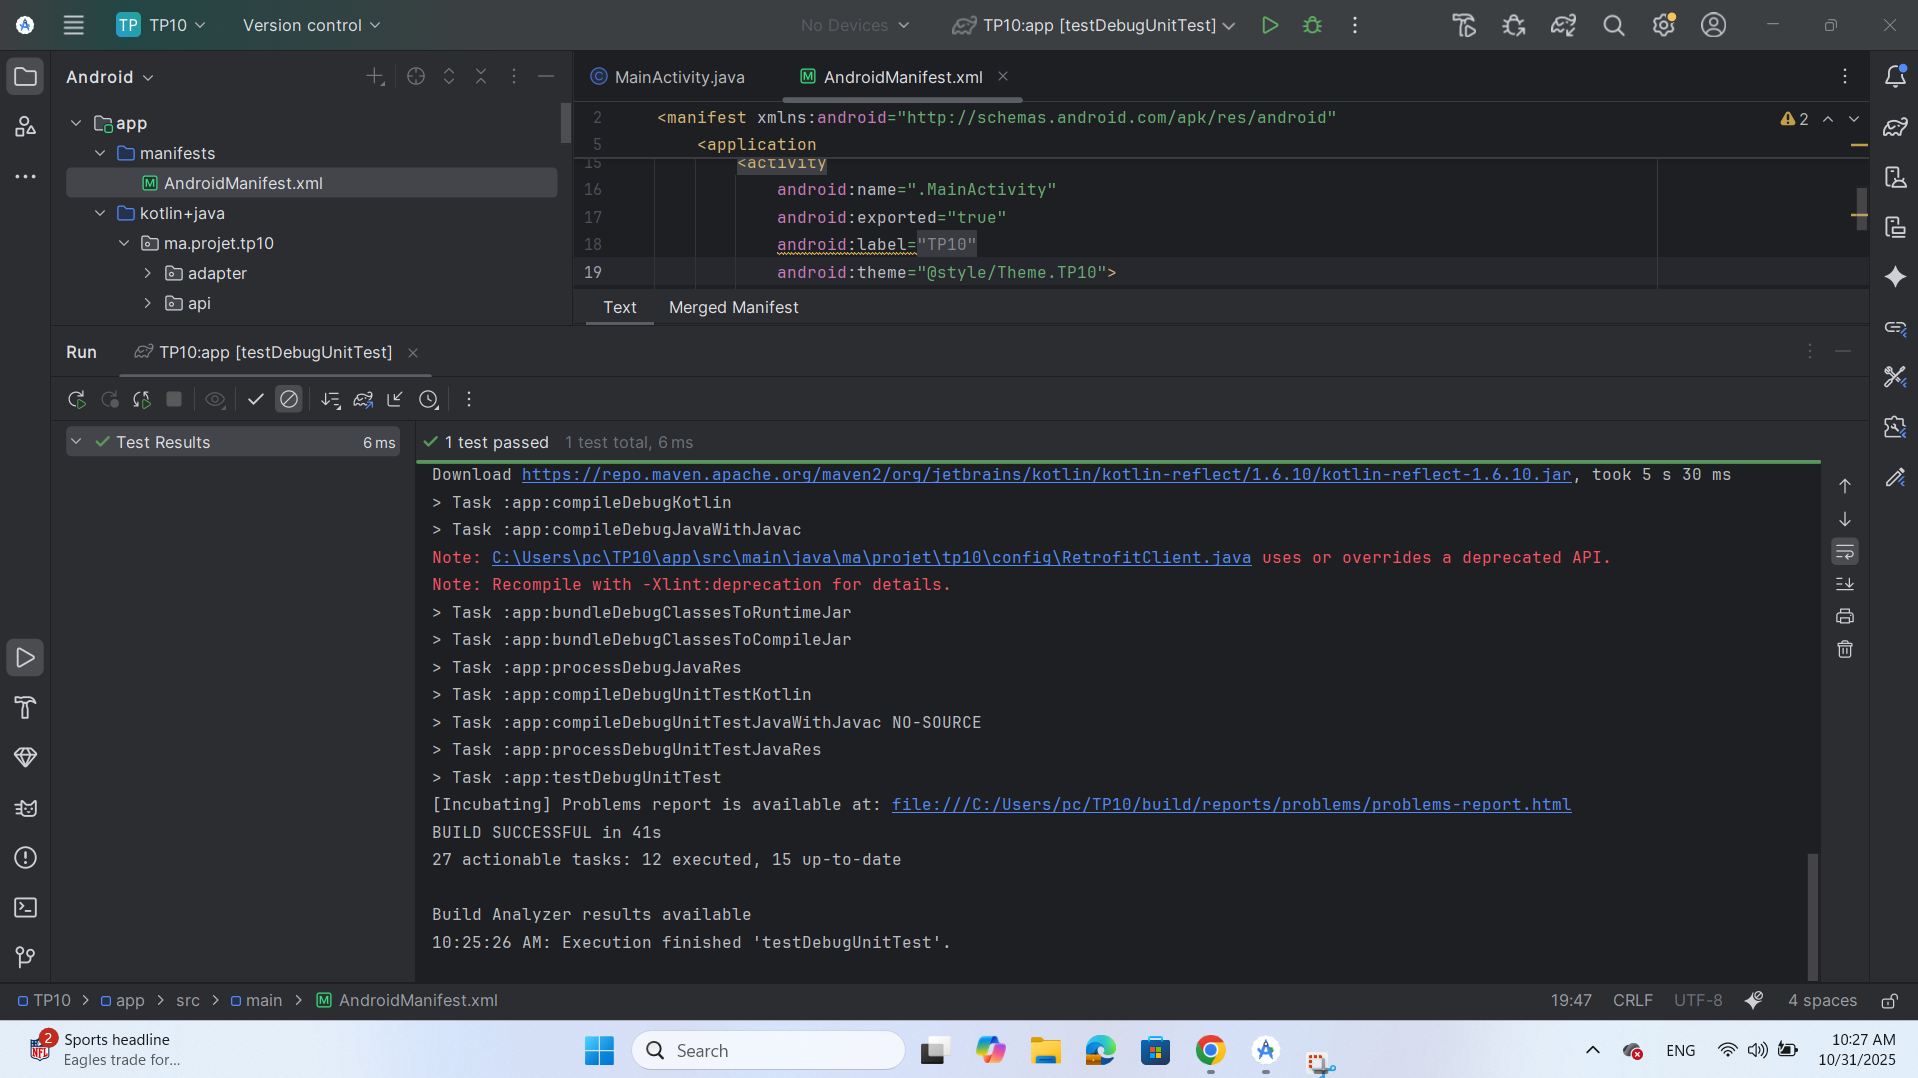 TP TP10 Version control No Devices TP10:app [testDebugUnitTest]
Android
MainActivity.java AndroidManifest.xml
app
manifests
AndroidManifest.xml
kotlin+java
ma.projet.tp10
adapter
api
2 <manifest xmlns:android="http://schemas.android.com/apk/res/android"
2
5 <application
15 <activity
16 android:name=".MainActivity"
17 android:exported="true"
18 android:label="TP10"
19 android:theme="@style/Theme.TP10">
Text Merged Manifest
Run TP10:app [testDebugUnitTest]
Test Results 6 ms
1 test passed 1 test total, 6 ms
Download https://repo.maven.apache.org/maven2/org/jetbrains/kotlin/kotlin-reflect/1.6.10/kotlin-reflect-1.6.10.jar, took 5 s 30 ms
> Task :app:compileDebugKotlin
> Task :app:compileDebugJavaWithJavac
Note: C:\Users\pc\TP10\app\src\main\java\ma\projet\tp10\config\RetrofitClient.java uses or overrides a deprecated API.
Note: Recompile with -Xlint:deprecation for details.
> Task :app:bundleDebugClassesToRuntimeJar
> Task :app:bundleDebugClassesToCompileJar
> Task :app:processDebugJavaRes
> Task :app:compileDebugUnitTestKotlin
> Task :app:compileDebugUnitTestJavaWithJavac NO-SOURCE
> Task :app:processDebugUnitTestJavaRes
> Task :app:testDebugUnitTest
[Incubating] Problems report is available at: file:///C:/Users/pc/TP10/build/reports/problems/problems-report.html
BUILD SUCCESSFUL in 41s
27 actionable tasks: 12 executed, 15 up-to-date
Build Analyzer results available
10:25:26 AM: Execution finished 'testDebugUnitTest'.
TP10 > app > src > main > AndroidManifest.xml 19:47 CRLF UTF-8 4 spaces
2 NFL Sports headline
Eagles trade for...
Search
ENG
10:27 AM
10/31/2025